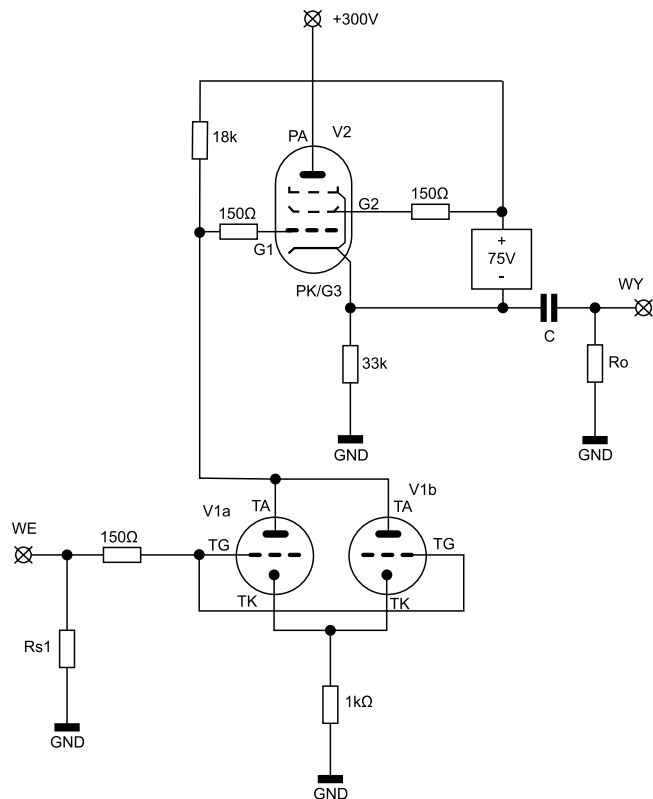 +300V
PA
V2
18k
150Ω
G2
150Ω
G1
+
75V
-
PK/G3
WY
C
33k
Ro
GND
GND
V1b
V1a
TA
TA
WE
150Ω
TG
TG
TK
TK
Rs1
1kΩ
GND
GND